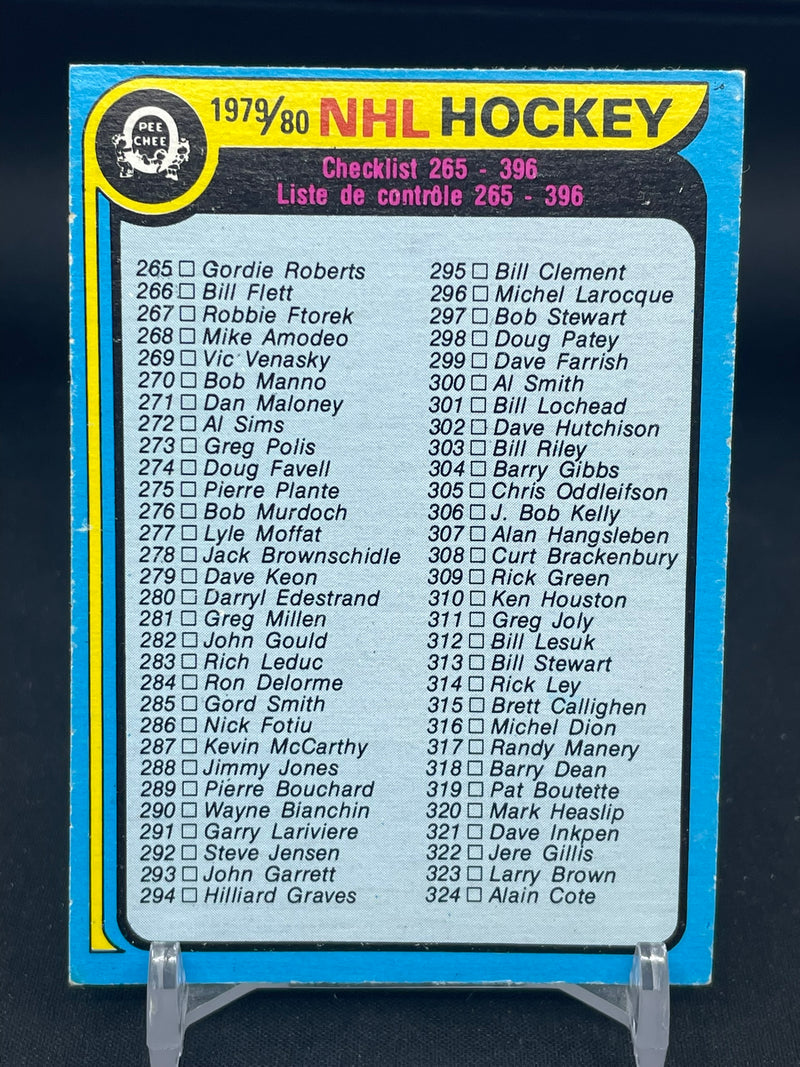 PEE
CHEE
1979/80 NHL HOCKEY
Checklist 265 - 396
Liste de contrôle 265 - 396
265 □ Gordie Roberts
266 □ Bill Flett
267 □ Robbie Ftorek
268 □ Mike Amodeo
269 □ Vic Venasky
270 □ Bob Manno
271 □ Dan Maloney
272 □ Al Sims
273 □ Greg Polis
274 □ Doug Favell
275 □ Pierre Plante
276 □ Bob Murdoch
277 □ Lyle Moffat
278 □ Jack Brownschidle
279 □ Dave Keon
280 □ Darryl Edestrand
281 □ Greg Millen
282 □ John Gould
283 □ Rich Leduc
284 □ Ron Delorme
285 □ Gord Smith
286 □ Nick Fotiu
287 □ Kevin McCarthy
288 □ Jimmy Jones
289 □ Pierre Bouchard
290 □ Wayne Bianchin
291 □ Garry Lariviere
292 □ Steve Jensen
293 □ John Garrett
294 □ Hilliard Graves
295 □ Bill Clement
296 □ Michel Larocque
297 □ Bob Stewart
298 □ Doug Patey
299 □ Dave Farrish
300 □ Al Smith
301 □ Bill Lochead
302 □ Dave Hutchison
303 □ Bill Riley
304 □ Barry Gibbs
305 □ Chris Oddleifson
306 □ J. Bob Kelly
307 □ Alan Hangsleben
308 □ Curt Brackenbury
309 □ Rick Green
310 □ Ken Houston
311 □ Greg Joly
312 □ Bill Lesuk
313 □ Bill Stewart
314 □ Rick Ley
315 □ Brett Callighen
316 □ Michel Dion
317 □ Randy Manery
318 □ Barry Dean
319 □ Pat Boutette
320 □ Mark Heaslip
321 □ Dave Inkpen
322 □ Jere Gillis
323 □ Larry Brown
324 □ Alain Cote